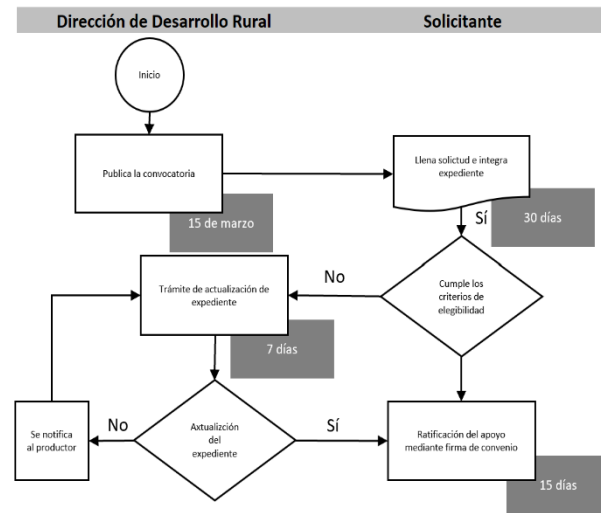 Dirección de Desarrollo Rural
Solicitante
Inicio
Publica la convocatoria
15 de marzo
Llena solictud e integra
expediente
30 días
Sí
Cumple los
criterios de
elegibilidad
No
Trámite de actualización de
expediente
7 días
Axtualizción
del
expediente
No
Se notifica
al productor
Sí
Ratificación del apoyo
mediante firma de convenio
15 días